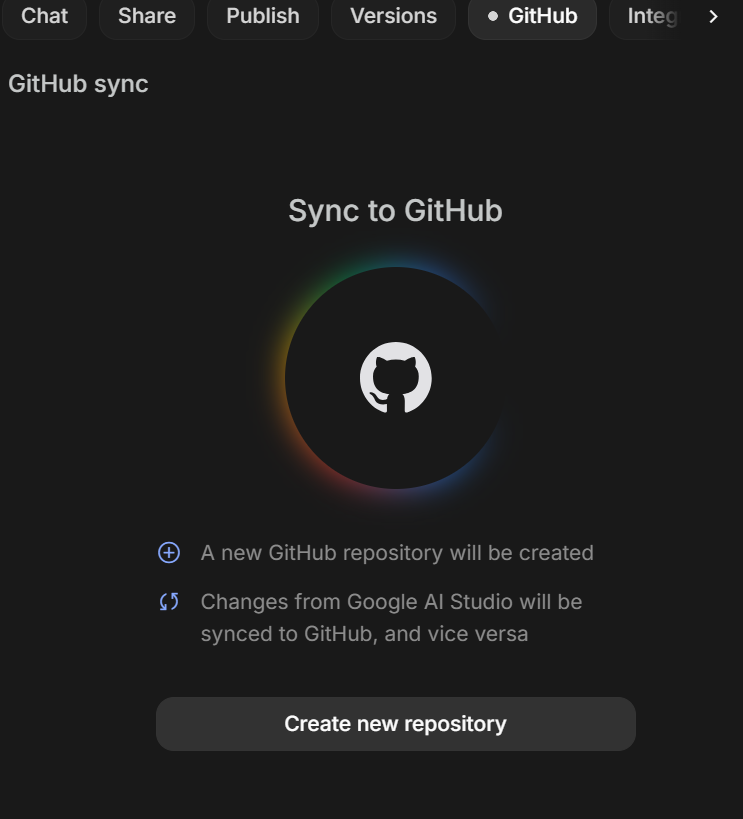 Chat Share Publish Versions GitHub Integ
GitHub sync
Sync to GitHub
A new GitHub repository will be created
Changes from Google AI Studio will be
synced to GitHub, and vice versa
Create new repository